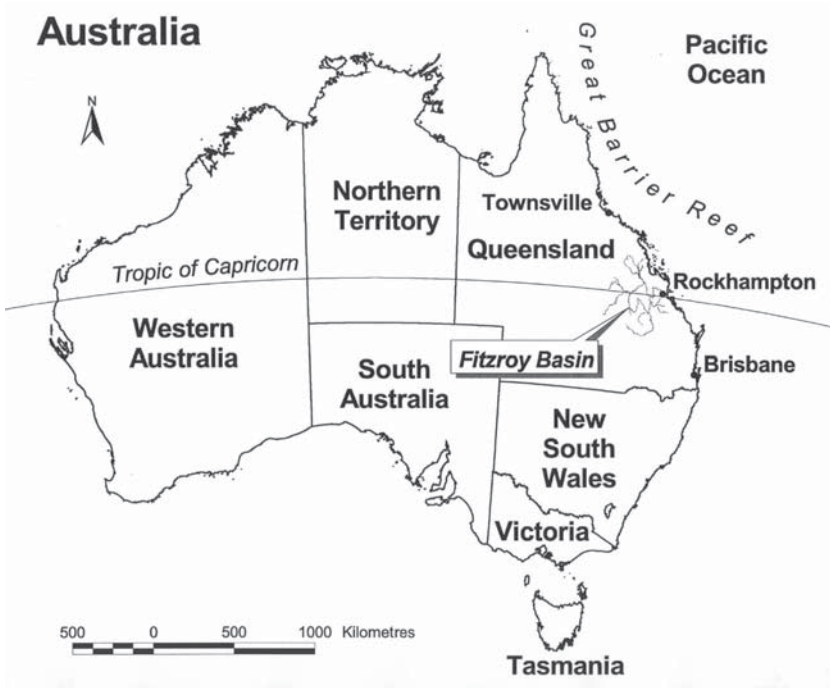 Australia
Pacific
Ocean
Great Barrier Reef
N
Northern
Territory
Townsville
Queensland
Tropic of Capricorn
Rockhampton
Western
Australia
Fitzroy Basin
South
Australia
Brisbane
New
South
Wales
Victoria
500 0 500 1000 Kilometres
Tasmania